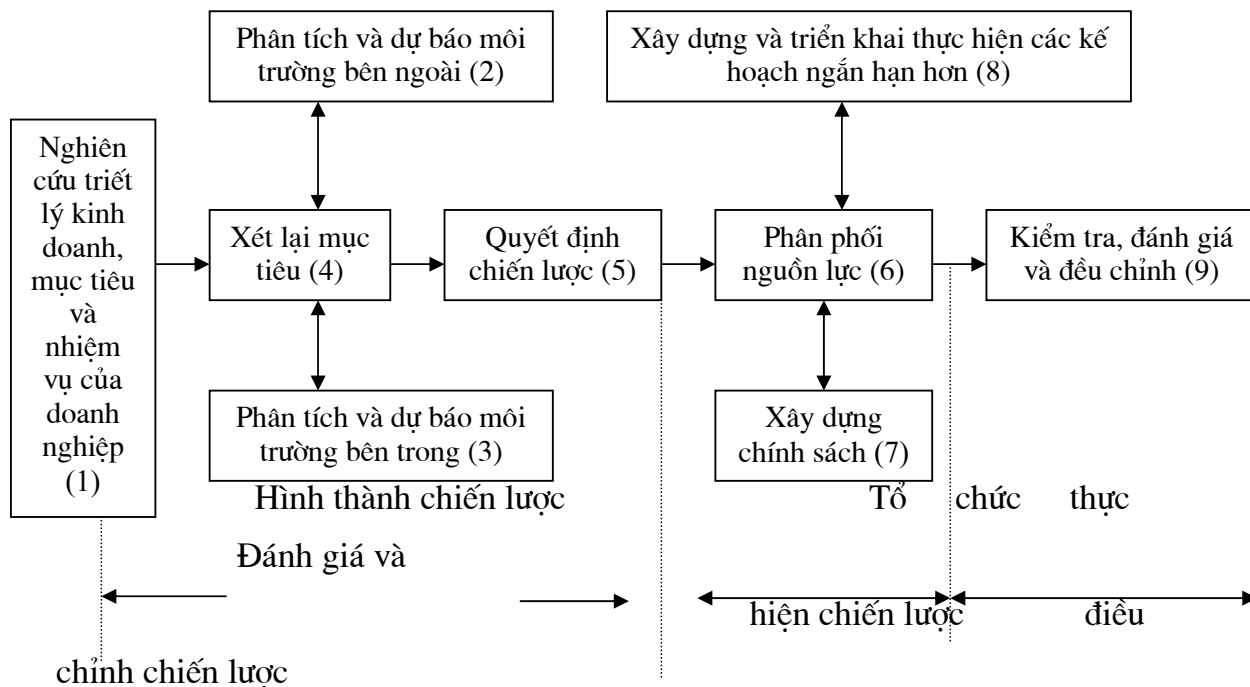 Phân tích và dự báo môi
trường bên ngoài (2)
Xây dựng và triển khai thực hiện các kế
hoạch ngắn hạn hơn (8)
Nghiên
cứu triết
lý kinh
doanh,
mục tiêu
và
nhiệm
vụ của
doanh
nghiệp
(1)
Xét lại mục
tiêu (4)
Quyết định
chiến lược (5)
Phân phối
nguồn lực (6)
Kiểm tra, đánh giá
và đều chỉnh (9)
Phân tích và dự báo môi
trường bên trong (3)
Xây dựng
chính sách (7)
Hình thành chiến lược
Tổ chức thực
Đánh giá và
hiện chiến lược
điều
chỉnh chiến lược